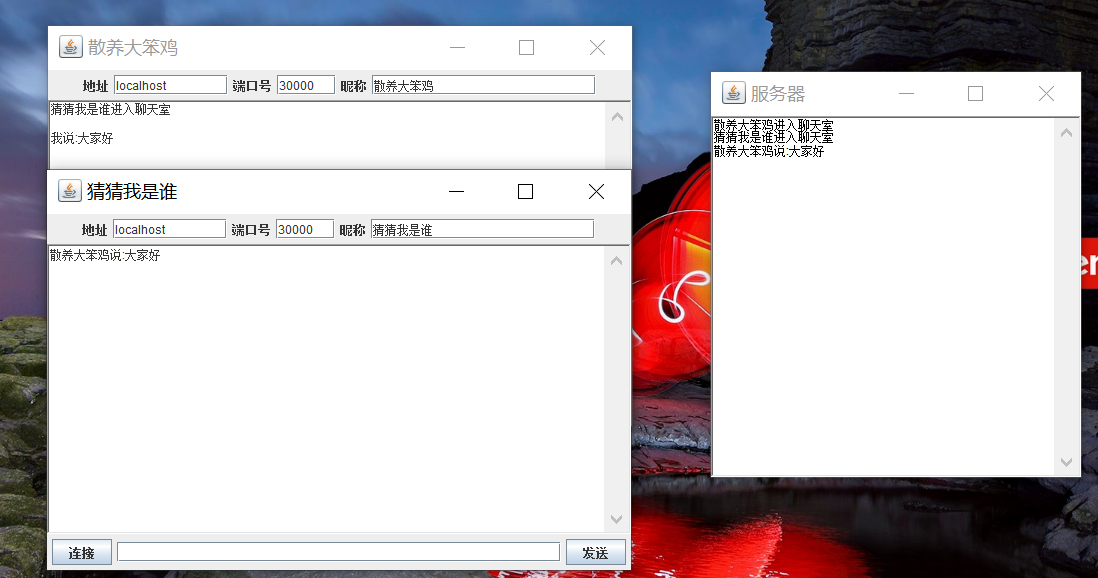 散养大笨鸡
地址 localhost 端口号 30000 昵称 散养大笨鸡
猜猜我是谁进入聊天室
我说:大家好
猜猜我是谁
地址 localhost 端口号 30000 昵称 猜猜我是谁
散养大笨鸡说:大家好
连接 发送
服务器
散养大笨鸡进入聊天室
猜猜我是谁进入聊天室
散养大笨鸡说:大家好
er